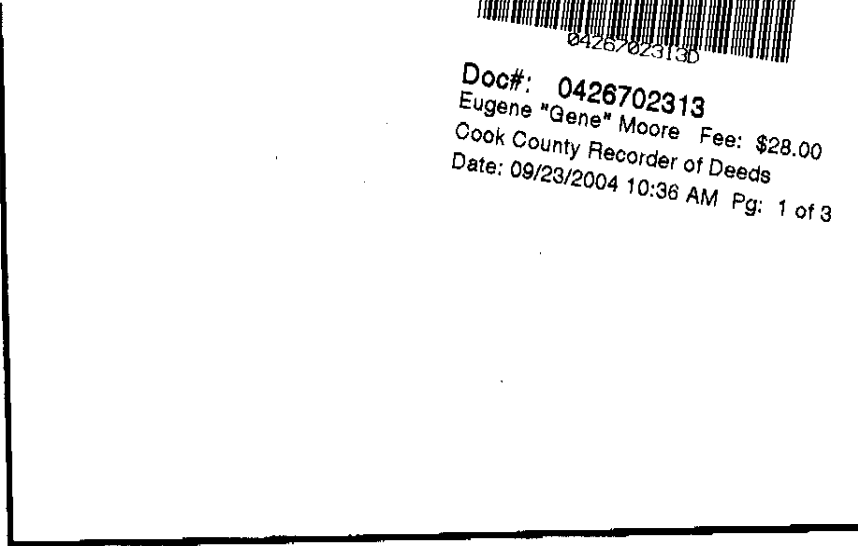 0426702313D
Doc#: 0426702313
Eugene "Gene" Moore Fee: $28.00
Cook County Recorder of Deeds
Date: 09/23/2004 10:36 AM Pg: 1 of 3